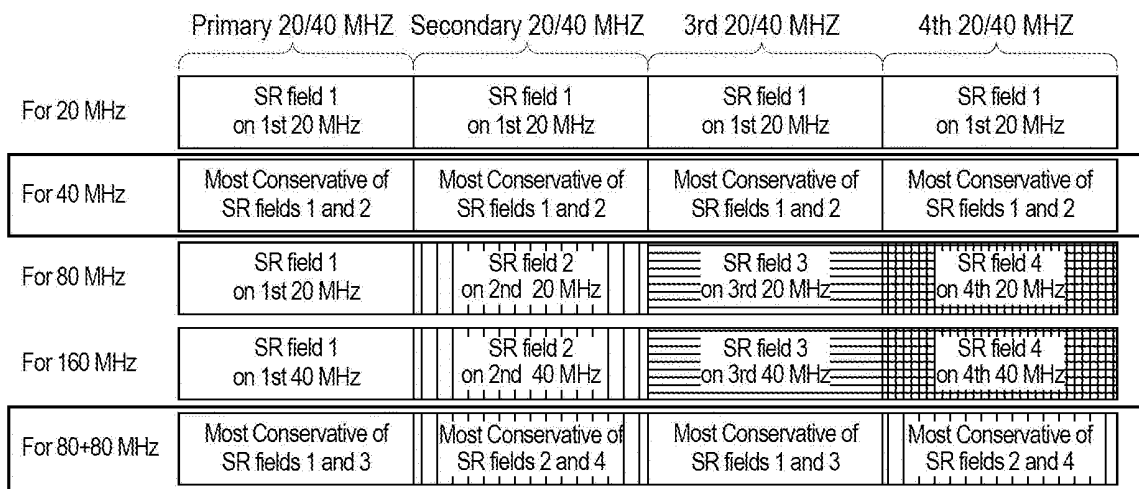 Primary 20/40 MHZ Secondary 20/40 MHZ 3rd 20/40 MHZ 4th 20/40 MHZ
For 20 MHz
SR field 1
on 1st 20 MHz
SR field 1
on 1st 20 MHz
SR field 1
on 1st 20 MHz
SR field 1
on 1st 20 MHz
For 40 MHz
Most Conservative of
SR fields 1 and 2
Most Conservative of
SR fields 1 and 2
Most Conservative of
SR fields 1 and 2
Most Conservative of
SR fields 1 and 2
For 80 MHz
SR field 1
on 1st 20 MHz
SR field 2
on 2nd 20 MHz
SR field 3
on 3rd 20 MHz
SR field 4
on 4th 20 MHz
For 160 MHz
SR field 1
on 1st 40 MHz
SR field 2
on 2nd 40 MHz
SR field 3
on 3rd 40 MHz
SR field 4
on 4th 40 MHz
For 80+80 MHz
Most Conservative of
SR fields 1 and 3
Most Conservative of
SR fields 2 and 4
Most Conservative of
SR fields 1 and 3
Most Conservative of
SR fields 2 and 4